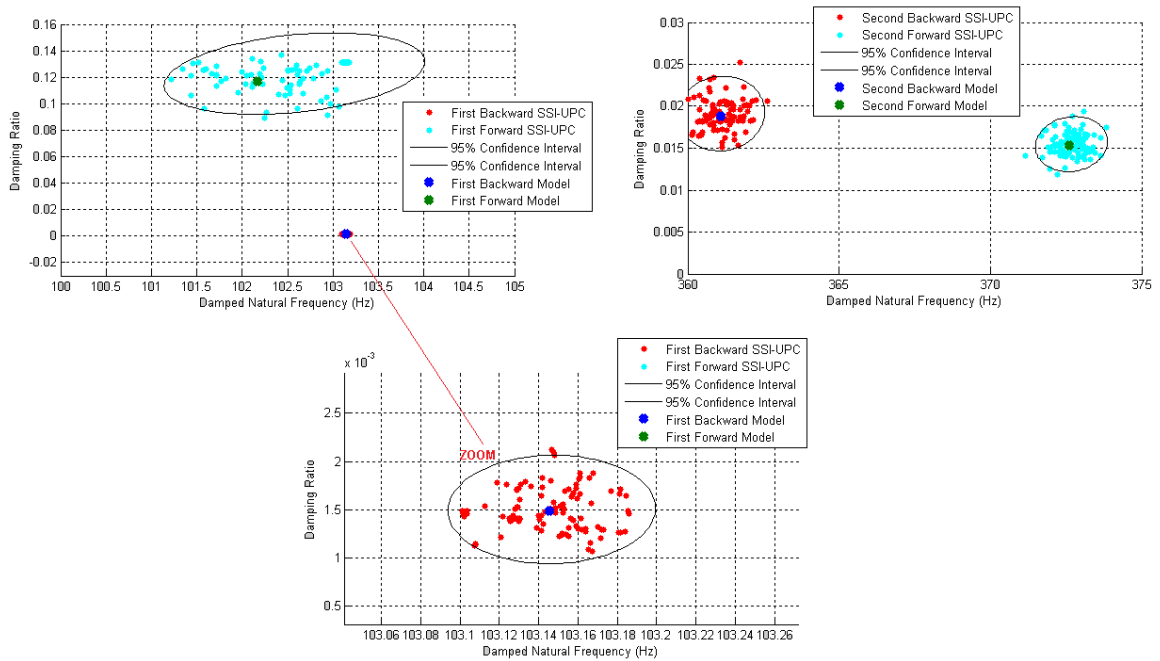 0.16
0.14
0.12
0.1
0.08
0.06
0.04
0.02
0
-0.02
Damping Ratio
First Backward SSI-UPC
First Forward SSI-UPC
95% Confidence Interval
95% Confidence Interval
First Backward Model
First Forward Model
100 100.5 101 101.5 102 102.5 103 103.5 104 104.5 105
Damped Natural Frequency (Hz)
0.03
0.025
0.02
0.015
0.01
0.005
0
Damping Ratio
Second Backward SSI-UPC
Second Forward SSI-UPC
95% Confidence Interval
95% Confidence Interval
Second Backward Model
Second Forward Model
360 365 370 375
Damped Natural Frequency (Hz)
x 10⁻³
2.5
2
1.5
1
0.5
Damping Ratio
ZOOM
First Backward SSI-UPC
First Forward SSI-UPC
95% Confidence Interval
95% Confidence Interval
First Backward Model
First Forward Model
103.06 103.08 103.1 103.12 103.14 103.16 103.18 103.2 103.22 103.24 103.26
Damped Natural Frequency (Hz)